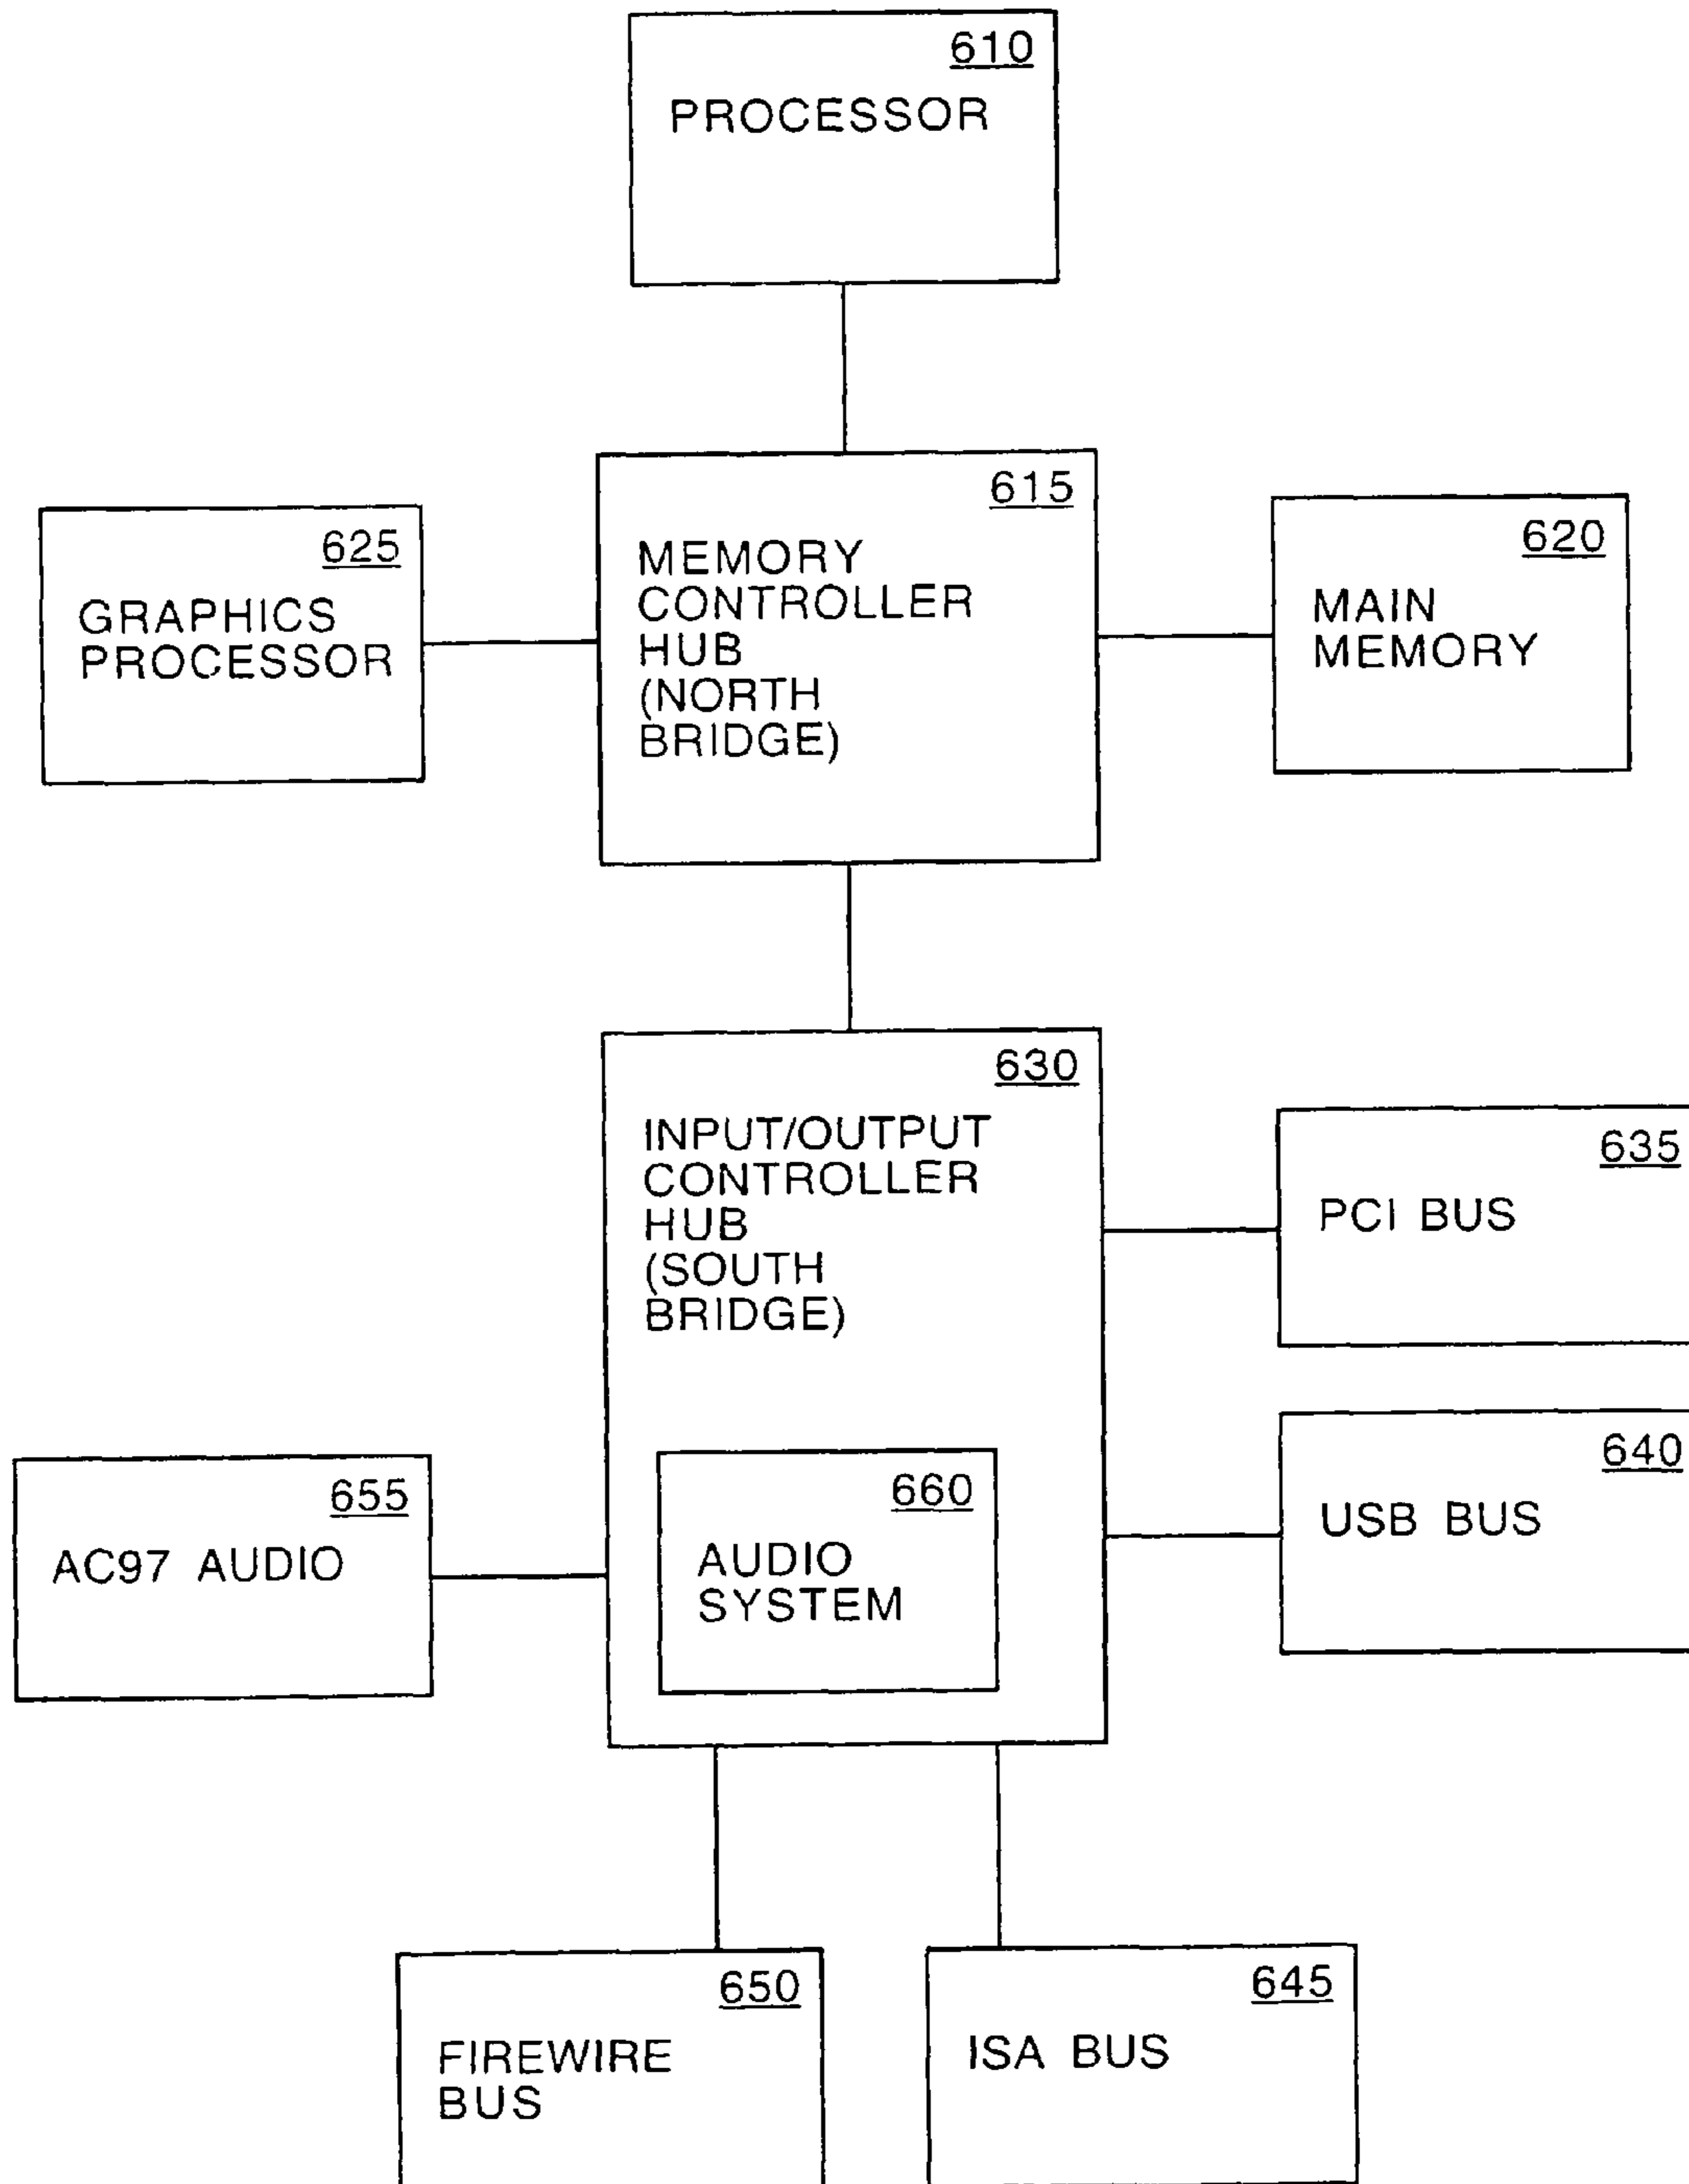 610
PROCESSOR
615
MEMORY
CONTROLLER
HUB
(NORTH
BRIDGE)
625
GRAPHICS
PROCESSOR
620
MAIN
MEMORY
630
INPUT/OUTPUT
CONTROLLER
HUB
(SOUTH
BRIDGE)
635
PCI BUS
640
USB BUS
655
AC97 AUDIO
660
AUDIO
SYSTEM
650
FIREWIRE
BUS
645
ISA BUS